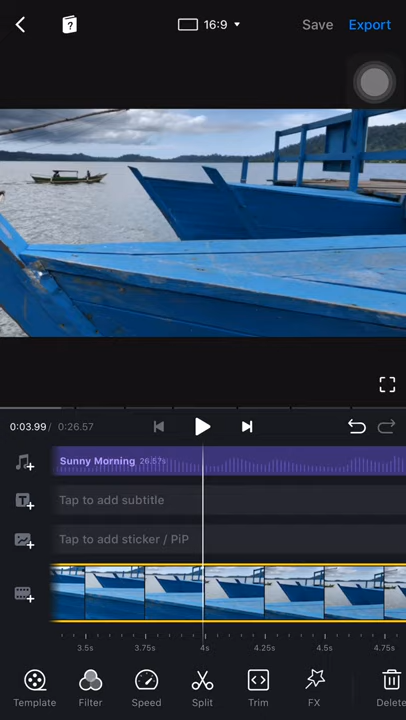 16:9 Save Export
0:03.99/ 0:26.57
Sunny Morning 26.57s
Tap to add subtitle
Tap to add sticker / PiP
3.5s 3.75s 4s 4.25s 4.5s 4.75s
Template Filter Speed Split Trim FX Delete